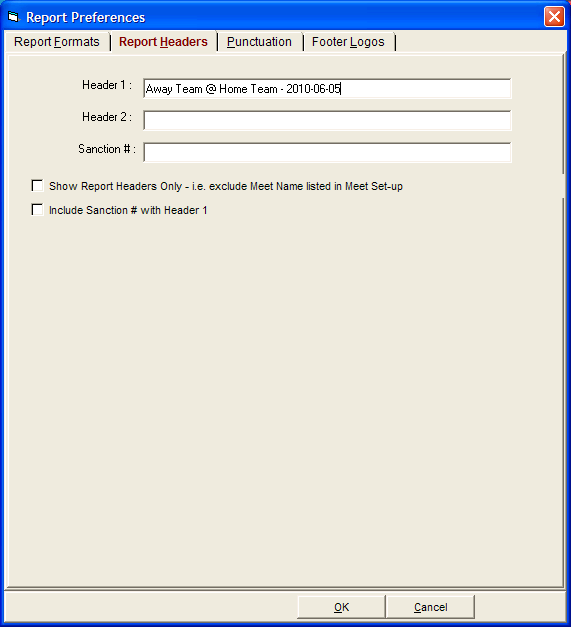 Report Preferences
Report Formats Report Headers Punctuation Footer Logos
Header 1 : Away Team @ Home Team - 2010-06-05
Header 2 :
Sanction # :
Show Report Headers Only - i.e. exclude Meet Name listed in Meet Set-up
Include Sanction # with Header 1
OK Cancel